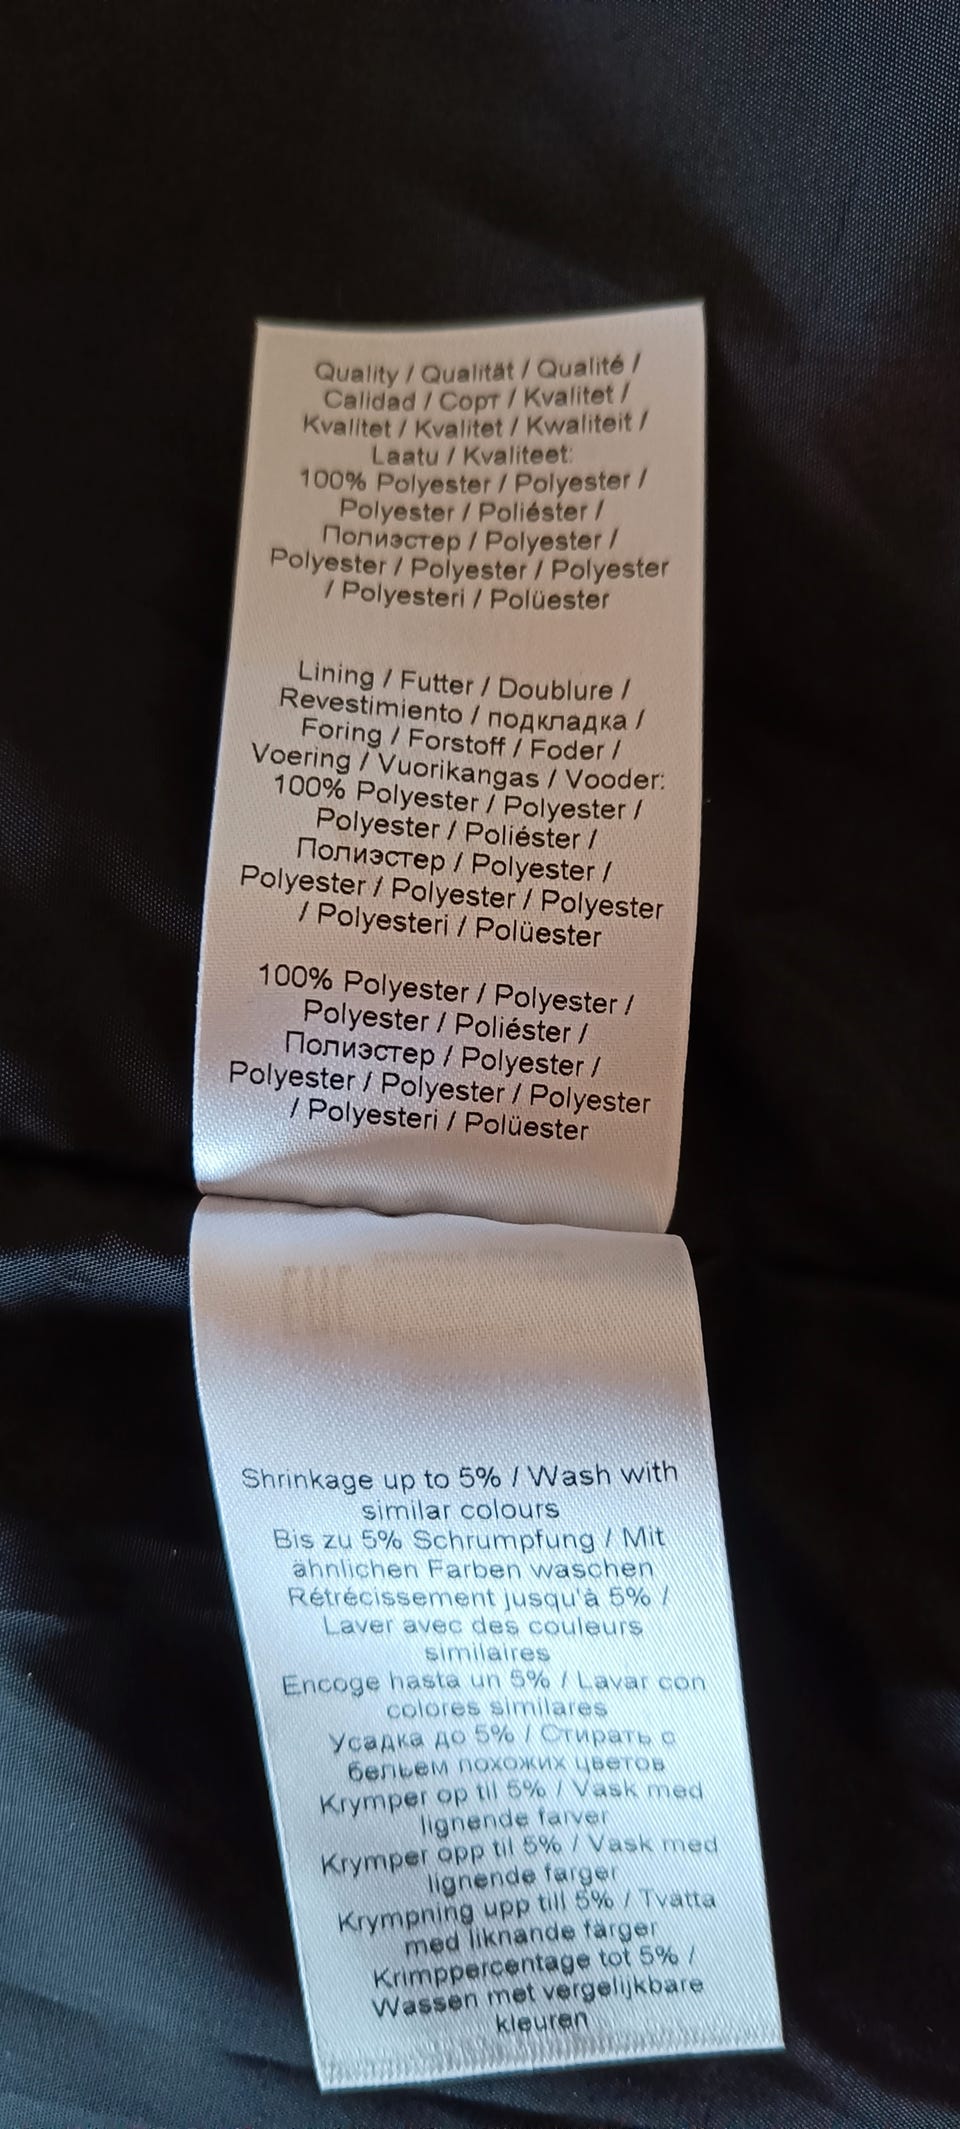 Quality / Qualität / Qualité /
Calidad / Сорт / Kvalitet /
Kvalitet / Kvalitet / Kwaliteit /
Laatu / Kvaliteet:
100% Polyester / Polyester /
Polyester / Poliéster /
Полиэстер / Polyester /
Polyester / Polyester / Polyester
/ Polyesteri / Polüester
Lining / Futter / Doublure /
Revestimiento / подкладка /
Foring / Forstoff / Foder /
Voering / Vuorikangas / Vooder:
100% Polyester / Polyester /
Polyester / Poliéster /
Полиэстер / Polyester /
Polyester / Polyester / Polyester
/ Polyesteri / Polüester
100% Polyester / Polyester /
Polyester / Poliéster /
Полиэстер / Polyester /
Polyester / Polyester / Polyester
/ Polyesteri / Polüester
Shrinkage up to 5% / Wash with
similar colours
Bis zu 5% Schrumpfung / Mit
ähnlichen Farben waschen
Rétrécissement jusqu'à 5% /
Laver avec des couleurs
similaires
Encoge hasta un 5% / Lavar con
colores similares
Усадка до 5% / Стирать с
бельем похожих цветов
Krymper op til 5% / Vask med
lignende farver
Krymper opp til 5% / Vask med
lignende farger
Krympning upp till 5% / Tvatta
med liknande färger
Krimppercentage tot 5% /
Wassen met vergelijkbare
kleuren